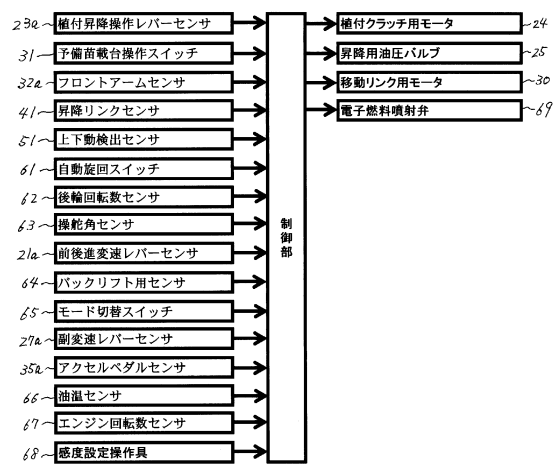 23a 植付昇降操作レバーセンサ
31 予備苗載台操作スイッチ
32a フロントアームセンサ
41 昇降リンクセンサ
51 上下動検出センサ
61 自動旋回スイッチ
62 後輪回転数センサ
63 操舵角センサ
21a 前後進変速レバーセンサ
64 バックリフト用センサ
65 モード切替スイッチ
27a 副変速レバーセンサ
35a アクセルペダルセンサ
66 油温センサ
67 エンジン回転数センサ
68 感度設定操作具
制御部
植付クラッチ用モータ 24
昇降用油圧バルブ 25
移動リンク用モータ 30
電子燃料噴射弁 69